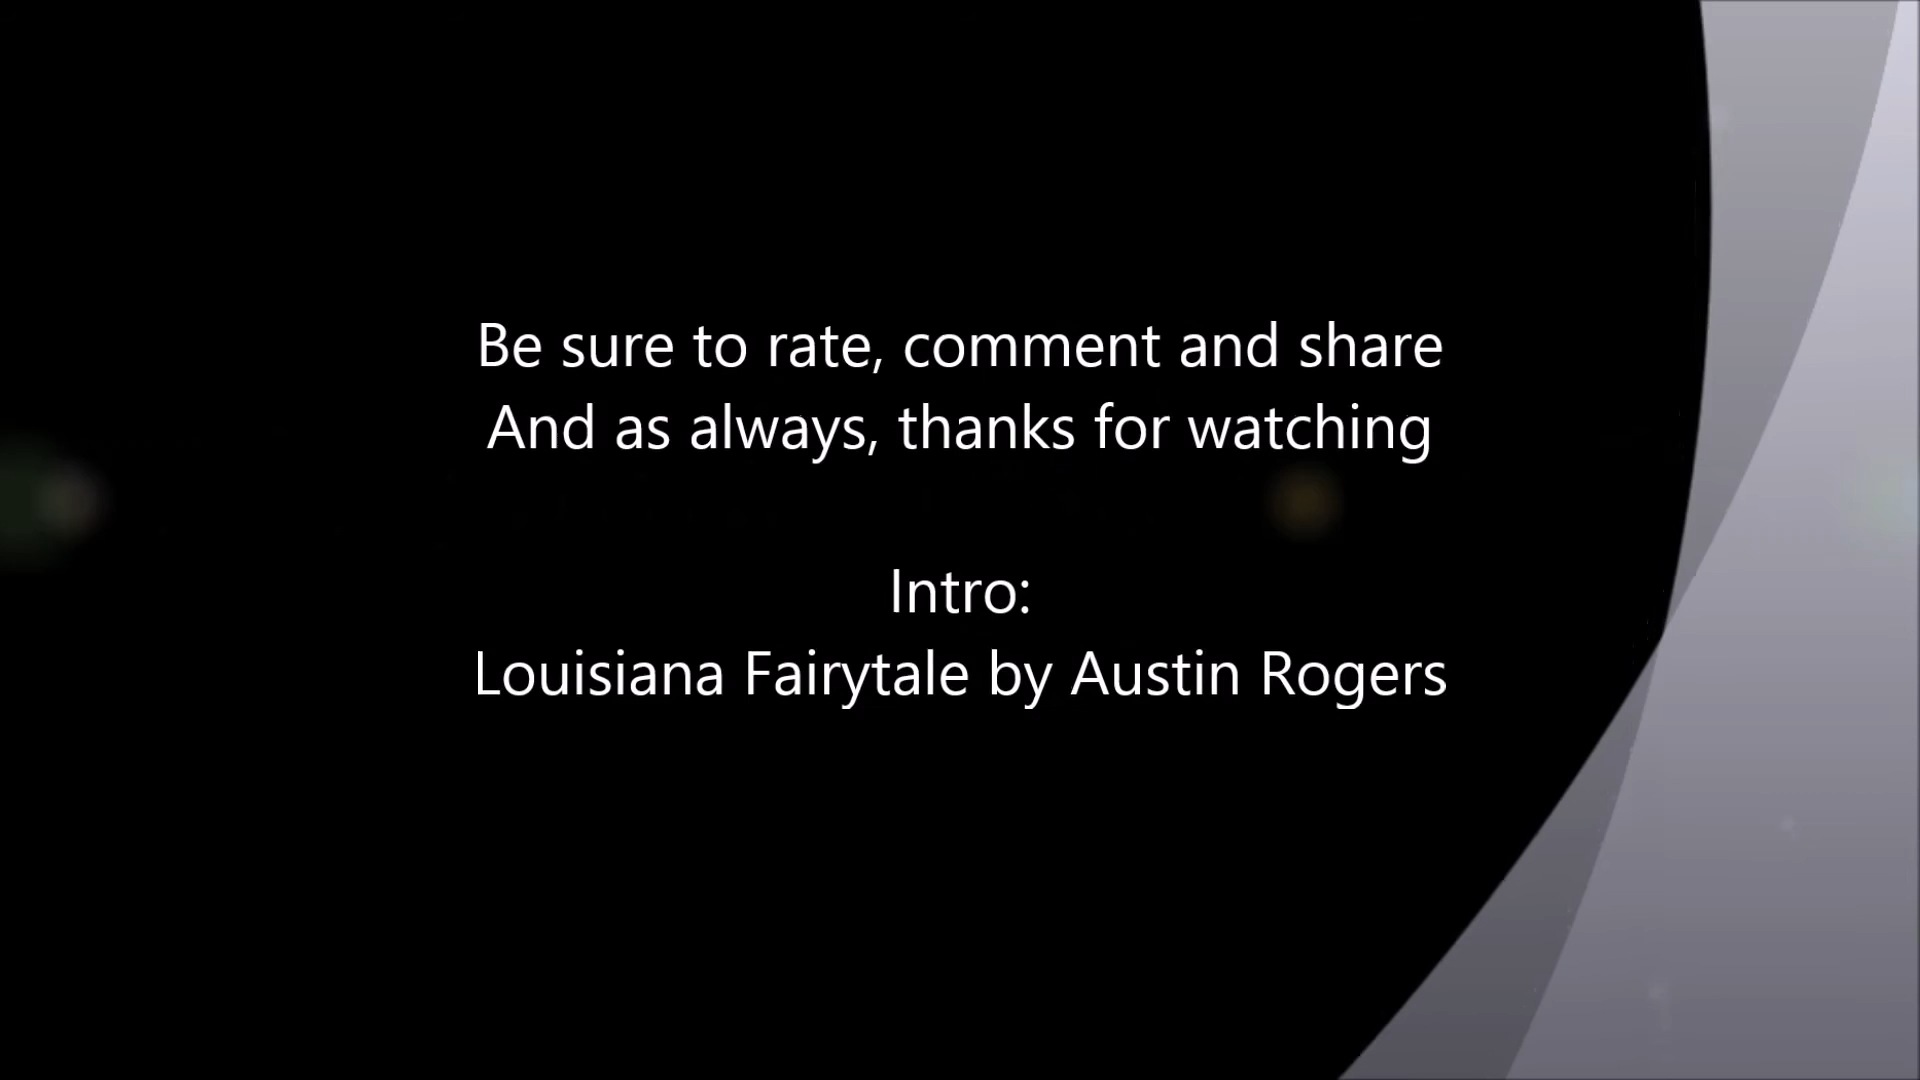 Be sure to rate, comment and share
And as always, thanks for watching
Intro:
Louisiana Fairytale by Austin Rogers